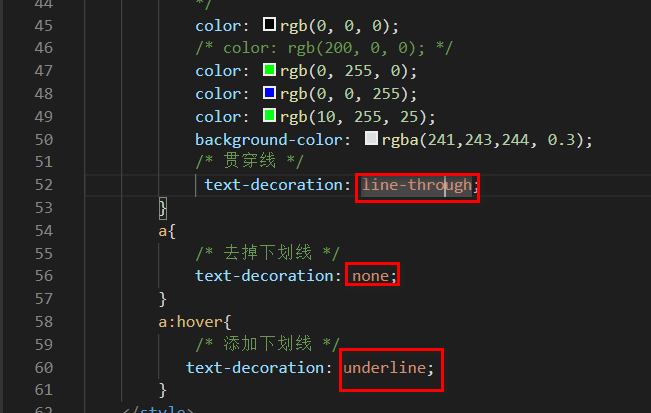 44 */
45 color: rgb(0, 0, 0);
46 /* color: rgb(200, 0, 0); */
47 color: rgb(0, 255, 0);
48 color: rgb(0, 0, 255);
49 color: rgb(10, 255, 25);
50 background-color: rgba(241,243,244, 0.3);
51 /* 贯穿线 */
52 text-decoration: line-through;
53 }
54 a{
55 /* 去掉下划线 */
56 text-decoration: none;
57 }
58 a:hover{
59 /* 添加下划线 */
60 text-decoration: underline;
61 }
62 </style>